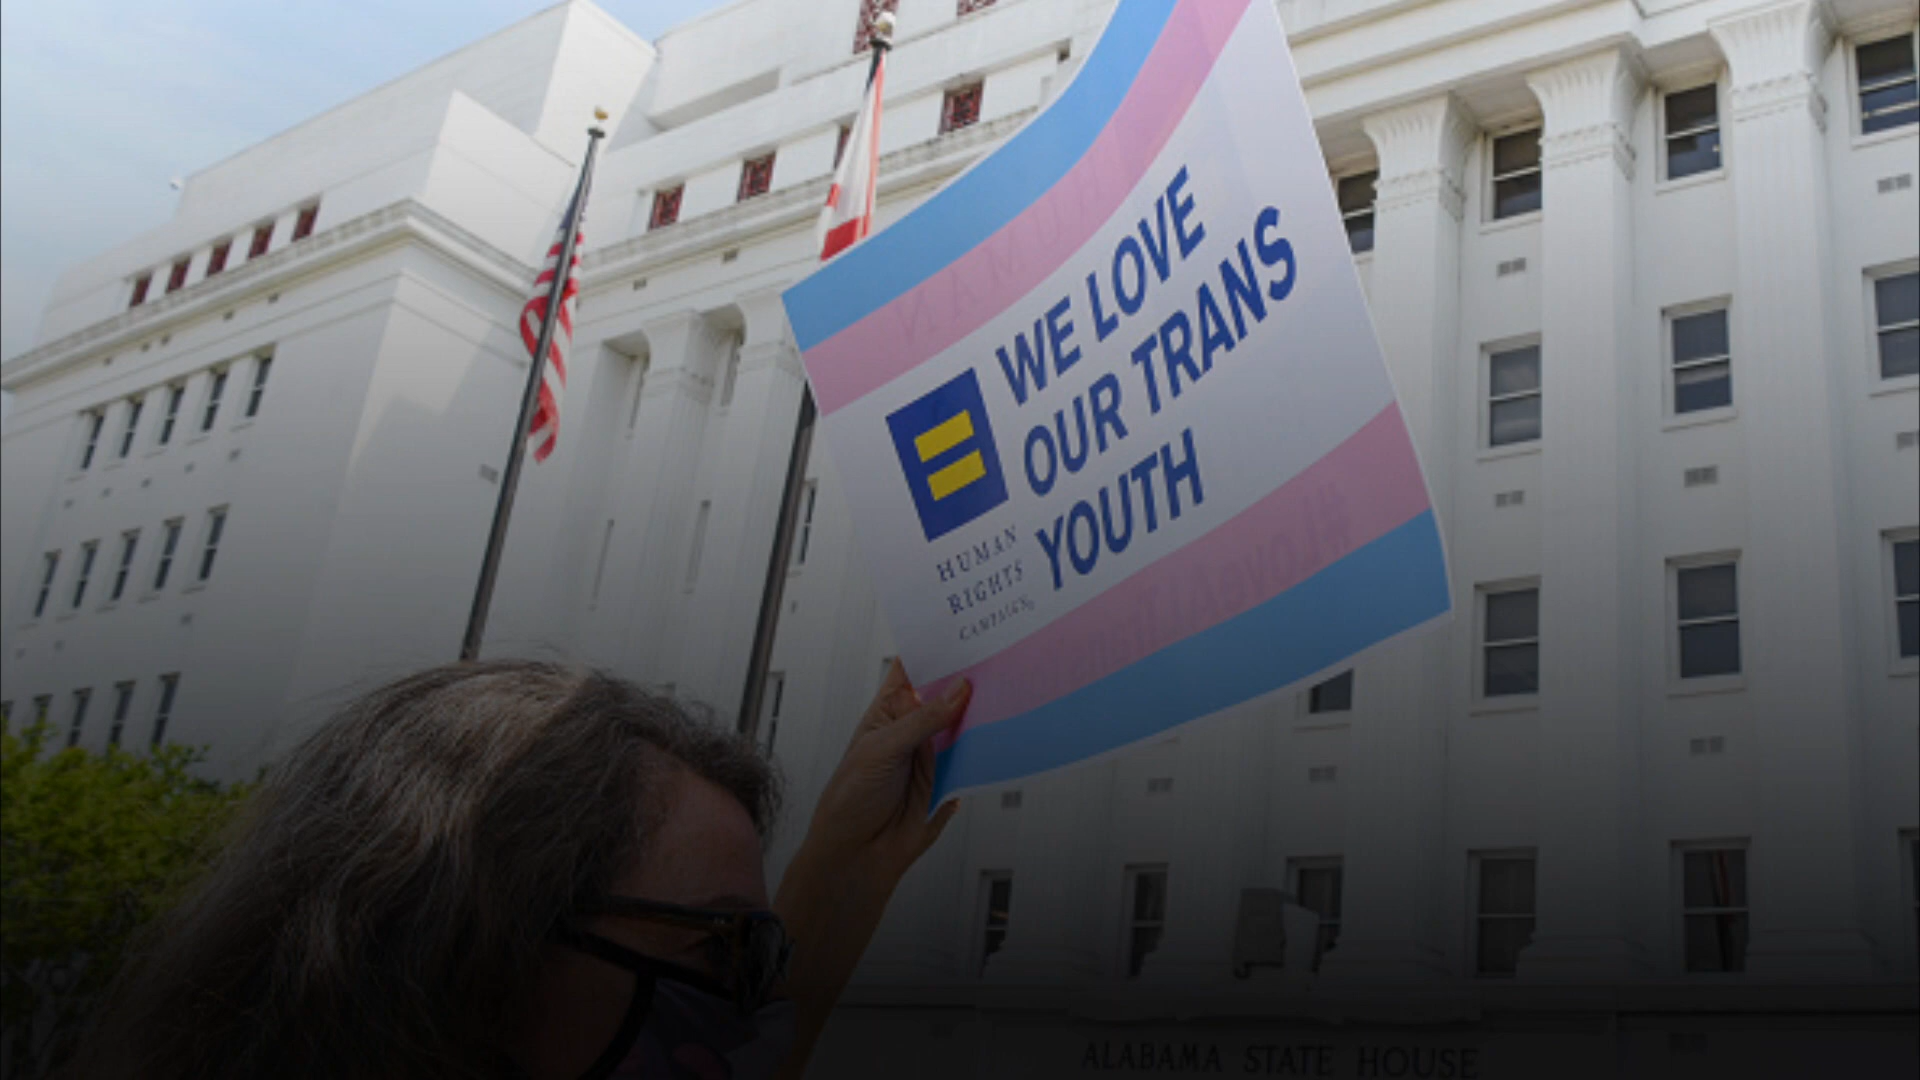 WE LOVE
OUR TRANS
YOUTH
HUMAN
RIGHTS
CAMPAIGN
ALABAMA STATE HOUSE